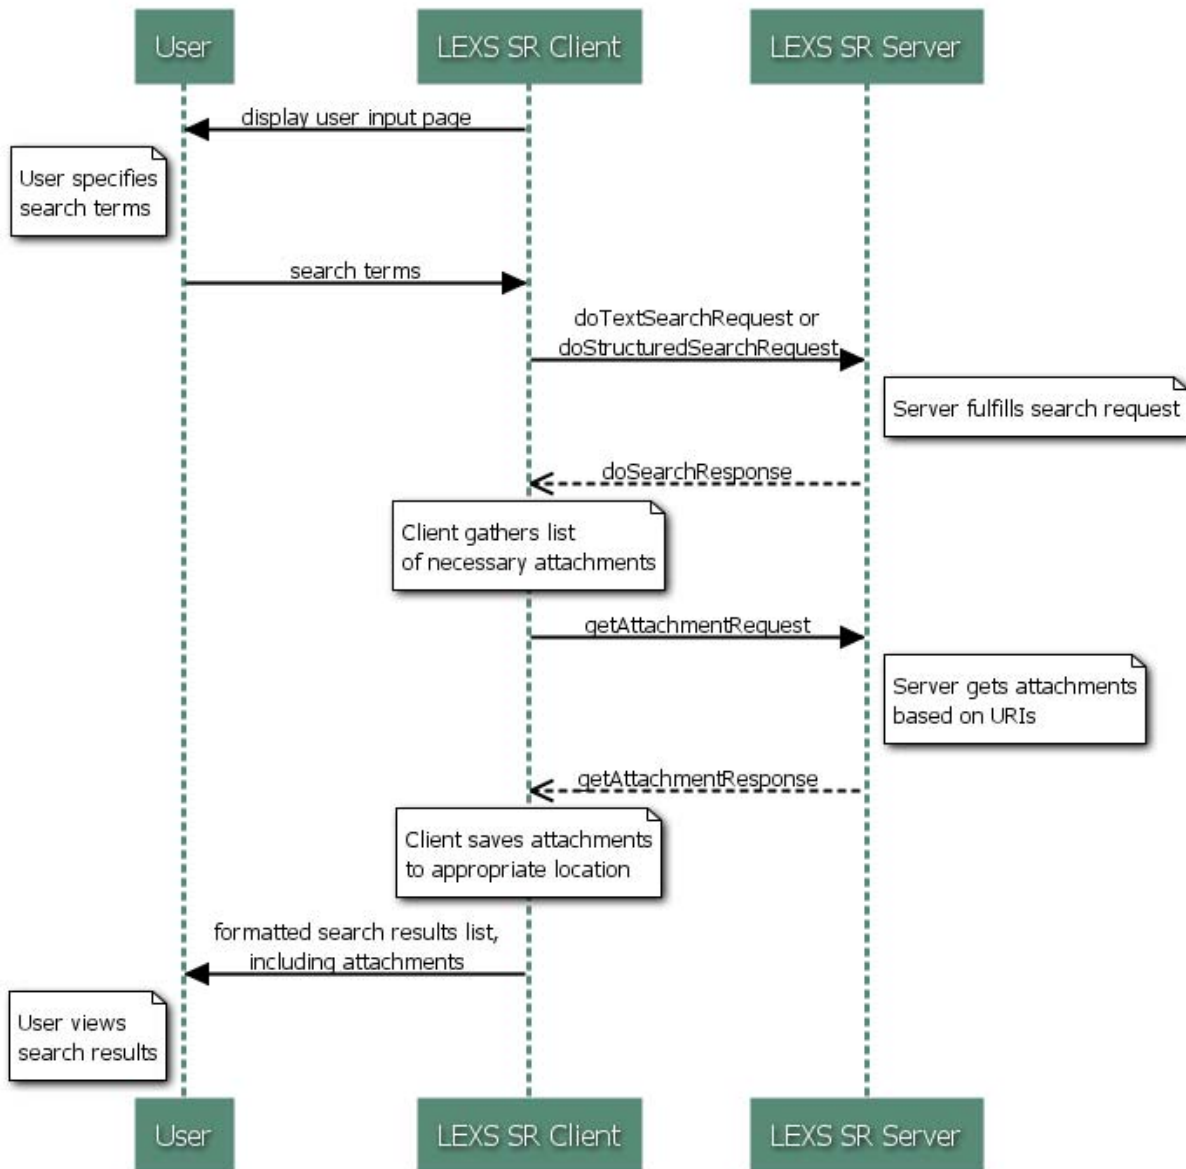 User
LEXS SR Client
LEXS SR Server
display user input page
User specifies
search terms
search terms
doTextSearchRequest or
doStructuredSearchRequest
Server fulfills search request
doSearchResponse
Client gathers list
of necessary attachments
getAttachmentRequest
Server gets attachments
based on URIs
getAttachmentResponse
Client saves attachments
to appropriate location
formatted search results list,
including attachments
User views
search results
User
LEXS SR Client
LEXS SR Server